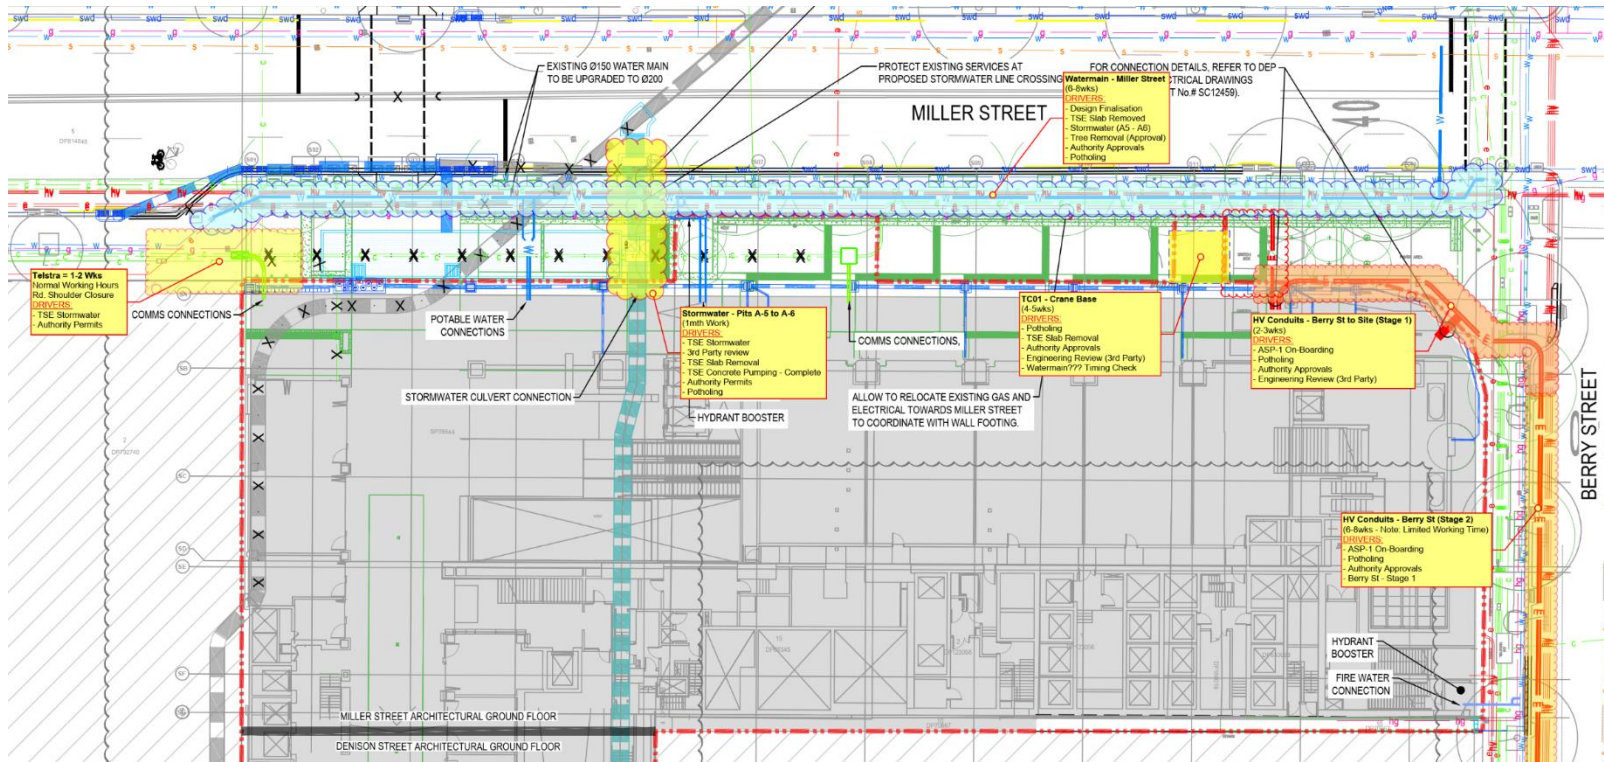 EXISTING Ø150 WATER MAIN
TO BE UPGRADED TO Ø200
PROTECT EXISTING SERVICES AT
PROPOSED STORMWATER LINE CROSSING
FOR CONNECTION DETAILS, REFER TO DEP
CTRICAL DRAWINGS
T No.# SC12459).
MILLER STREET
Watermain - Miller Street
(6-8wks)
DRIVERS:
- Design Finalisation
- TSE Slab Removed
- Stormwater (A5 - A6)
- Tree Removal (Approval)
- Authority Approvals
- Potholing
Telstra = 1-2 Wks
Normal Working Hours
Rd. Shoulder Closure
DRIVERS:
- TSE Stormwater
- Authority Permits
COMMS CONNECTIONS
POTABLE WATER
CONNECTIONS
STORMWATER CULVERT CONNECTION
Stormwater - Pits A-5 to A-6
(1mth Work)
DRIVERS:
- TSE Stormwater
- 3rd Party review
- TSE Slab Removal
- TSE Concrete Pumping - Complete
- Authority Permits
- Potholing
HYDRANT BOOSTER
COMMS CONNECTIONS,
ALLOW TO RELOCATE EXISTING GAS AND
ELECTRICAL TOWARDS MILLER STREET
TO COORDINATE WITH WALL FOOTING.
TC01 - Crane Base
(4-5wks)
DRIVERS:
- Potholing
- TSE Slab Removal
- Authority Approvals
- Engineering Review (3rd Party)
- Watermain??? Timing Check
HV Conduits - Berry St to Site (Stage 1)
(2-3wks)
DRIVERS:
- ASP-1 On-Boarding
- Potholing
- Authority Approvals
- Engineering Review (3rd Party)
BERRY STREET
HV Conduits - Berry St (Stage 2)
(6-8wks - Note: Limited Working Time)
DRIVERS:
- ASP-1 On-Boarding
- Potholing
- Authority Approvals
- Berry St - Stage 1
HYDRANT
BOOSTER
FIRE WATER
CONNECTION
MILLER STREET ARCHITECTURAL GROUND FLOOR
DENISON STREET ARCHITECTURAL GROUND FLOOR